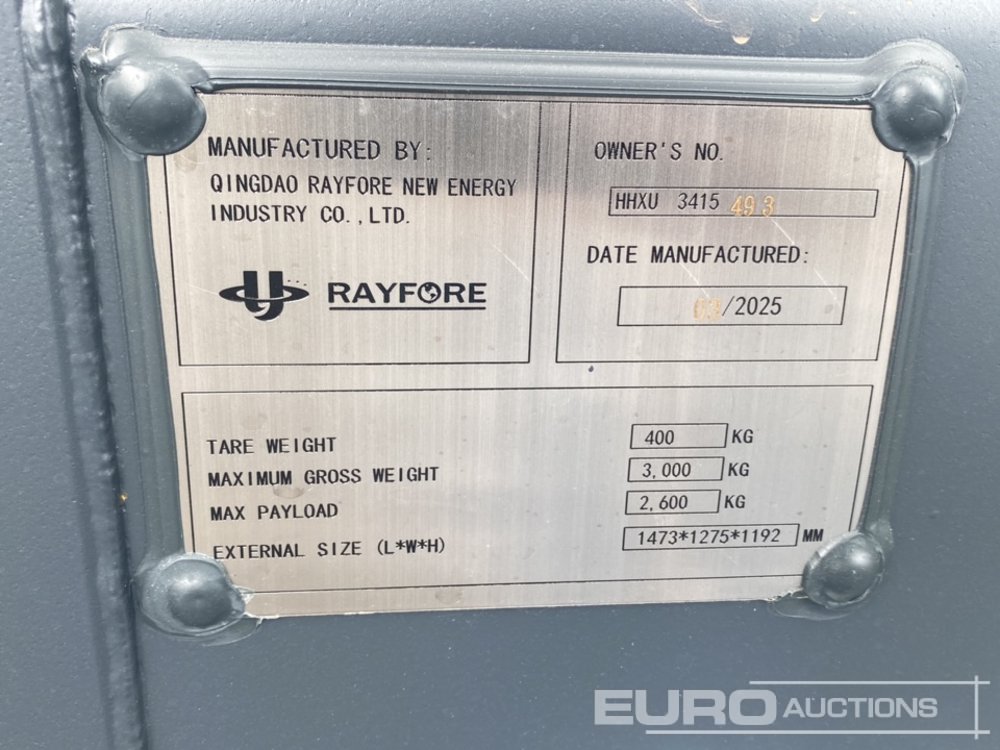 MANUFACTURED BY:
QINGDAO RAYFORE NEW ENERGY
INDUSTRY CO.,LTD.
RAYFORE
OWNER'S NO.
HHXU 3415 49 3
DATE MANUFACTURED:
03/2025
TARE WEIGHT 400 KG
MAXIMUM GROSS WEIGHT 3,000 KG
MAX PAYLOAD 2,600 KG
EXTERNAL SIZE (L*W*H) 1473*1275*1192 MM
EURO AUCTIONS